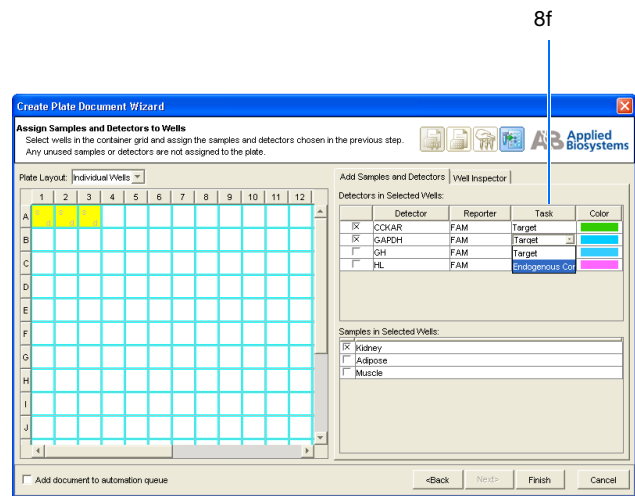 8f
Create Plate Document Wizard
Assign Samples and Detectors to Wells
Select wells in the container grid and assign the samples and detectors chosen in the previous step.
Any unused samples or detectors are not assigned to the plate.
AB Applied Biosystems
Plate Layout: Individual Wells
1 2 3 4 5 6 7 8 9 10 11 12
A
B
C
D
E
F
G
H
I
J
Add Samples and Detectors Well Inspector
Detectors in Selected Wells:
Detector Reporter Task Color
CCKAR FAM Target
GAPDH FAM Target
GH FAM Target
HL FAM Endogenous Cor
Samples in Selected Wells:
Kidney
Adipose
Muscle
Add document to automation queue
<Back Next> Finish Cancel